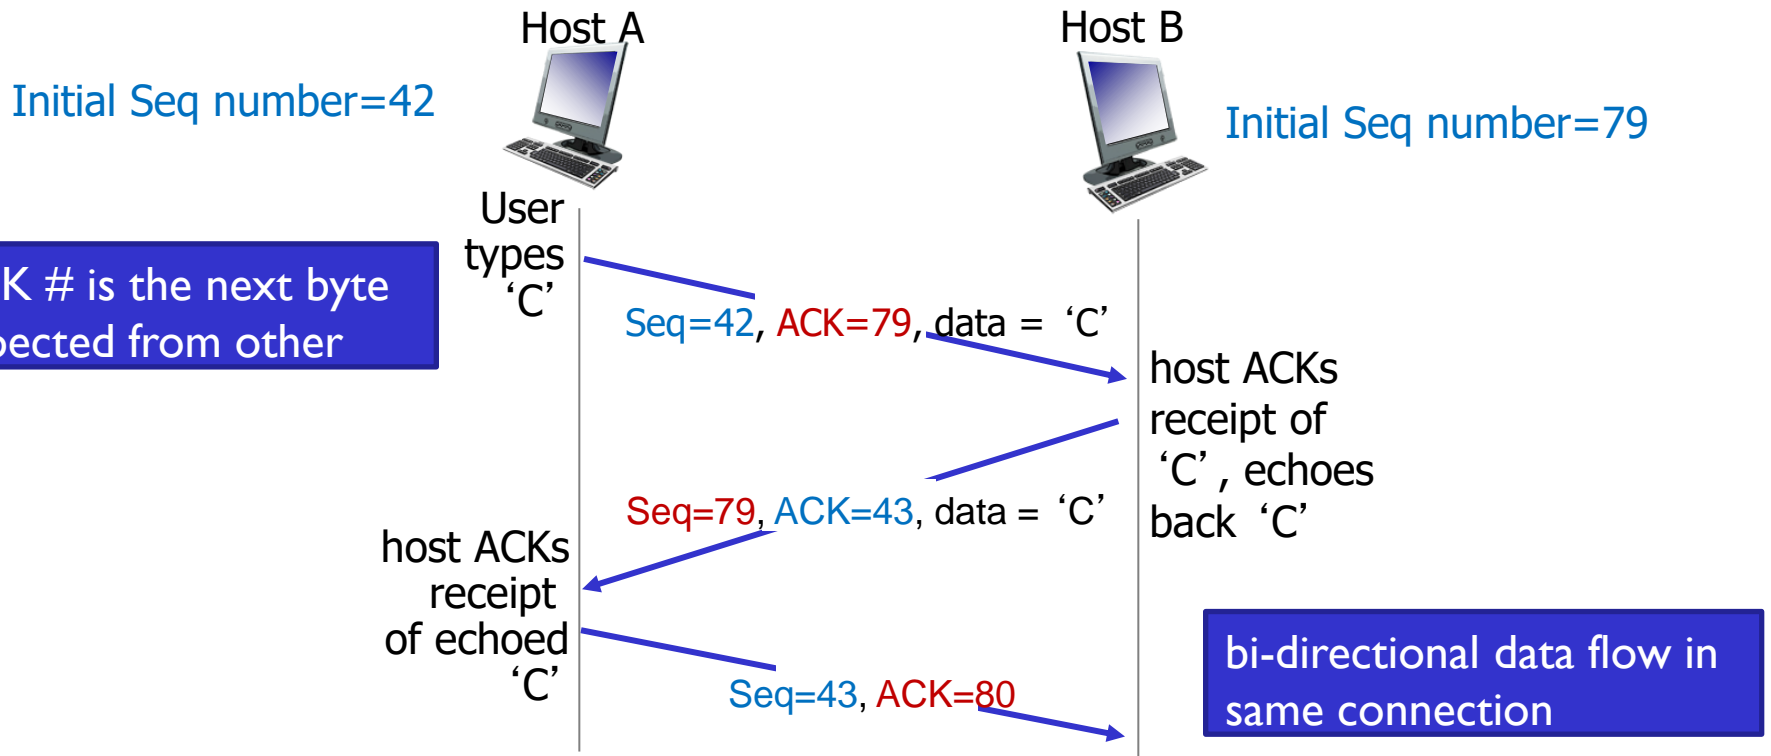 Host A
Host B
Initial Seq number=42
Initial Seq number=79
User
types
‘C’
K # is the next byte
pected from other
Seq=42, ACK=79, data = ‘C’
host ACKs
receipt of
‘C’, echoes
back ‘C’
Seq=79, ACK=43, data = ‘C’
host ACKs
receipt
of echoed
‘C’
Seq=43, ACK=80
bi-directional data flow in
same connection